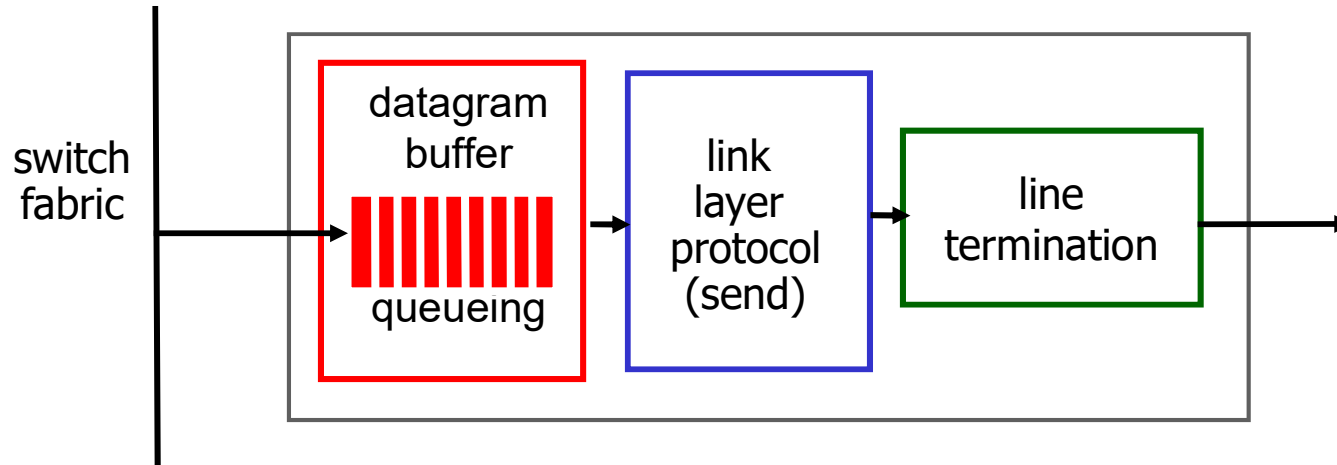 switch
fabric
datagram
buffer
queueing
link
layer
protocol
(send)
line
termination